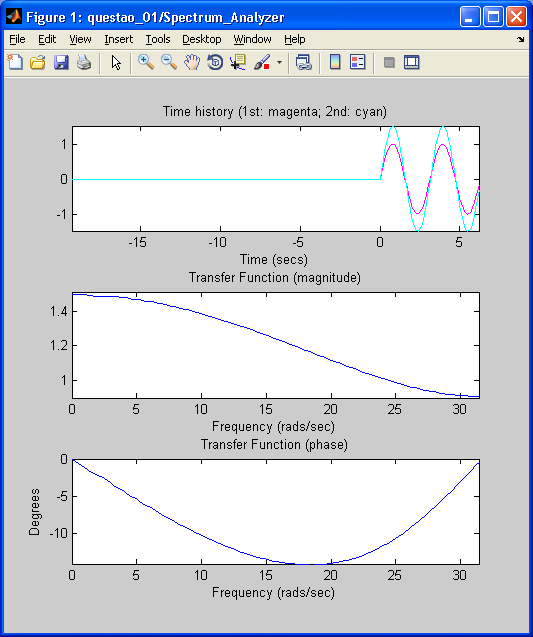 Figure 1: questao_01/Spectrum_Analyzer
File Edit View Insert Tools Desktop Window Help
Time history (1st: magenta; 2nd: cyan)
1
0
-1
-15 -10 -5 0 5
Time (secs)
Transfer Function (magnitude)
1.4
1.2
1
0 5 10 15 20 25 30
Frequency (rads/sec)
Transfer Function (phase)
0
-5
-10
Degrees
0 5 10 15 20 25 30
Frequency (rads/sec)